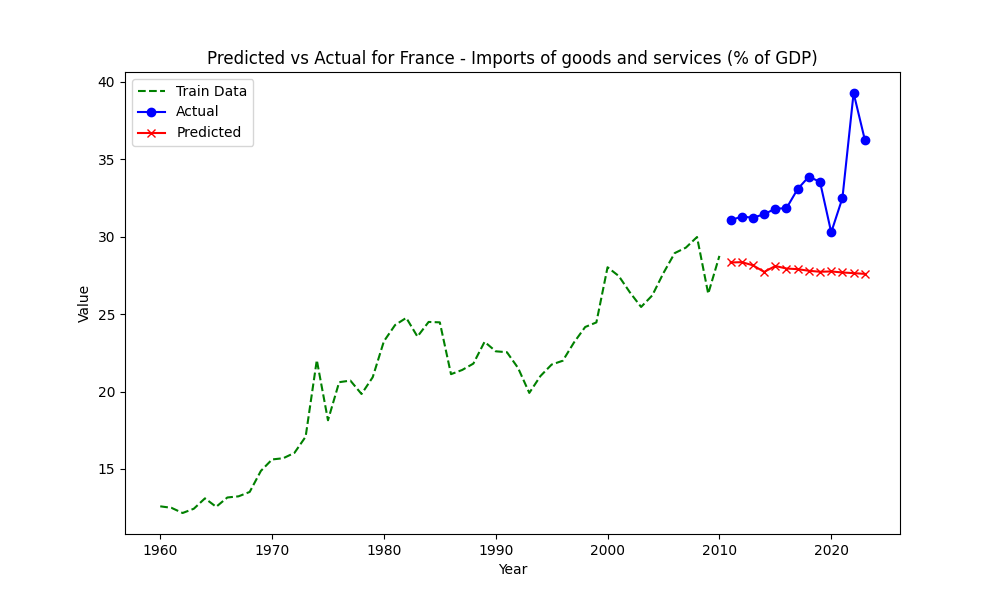 Predicted vs Actual for France - Imports of goods and services (% of GDP)
Train Data
Actual
Predicted
40
35
30
25
20
15
Value
1960
1970
1980
1990
2000
2010
2020
Year